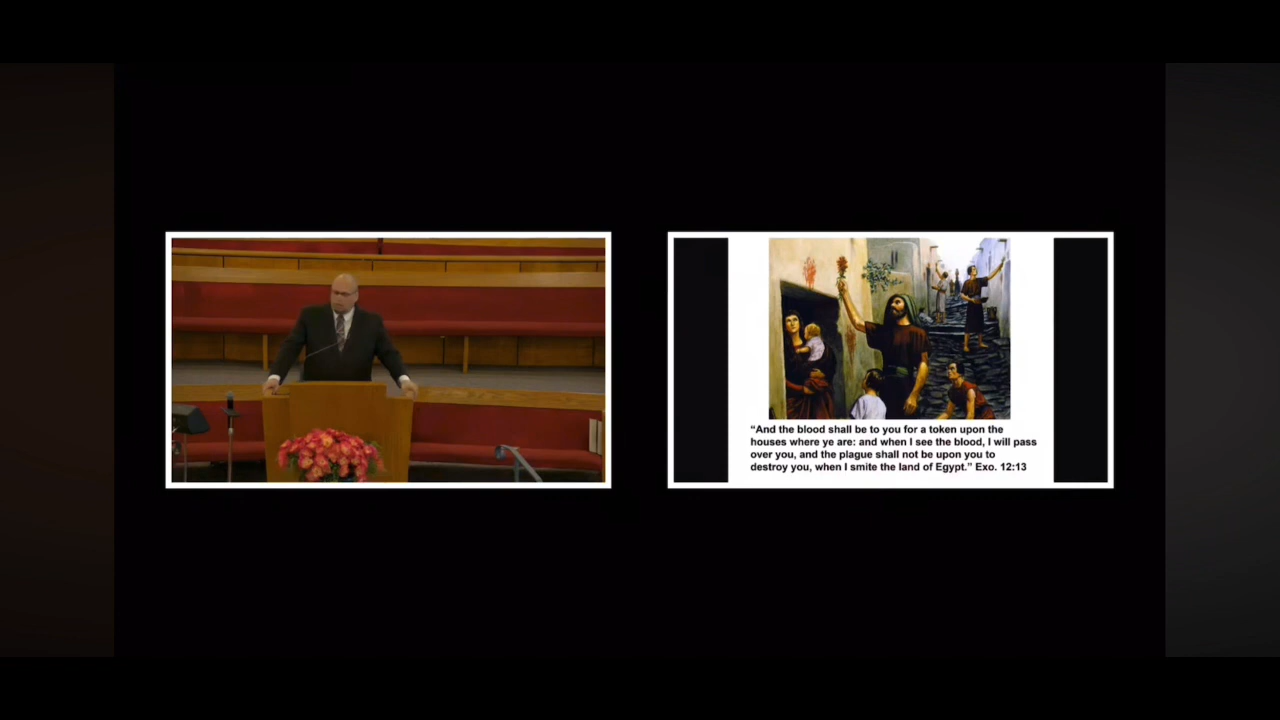 “And the blood shall be to you for a token upon the
houses where ye are: and when I see the blood, I will pass
over you, and the plague shall not be upon you to
destroy you, when I smite the land of Egypt.” Exo. 12:13